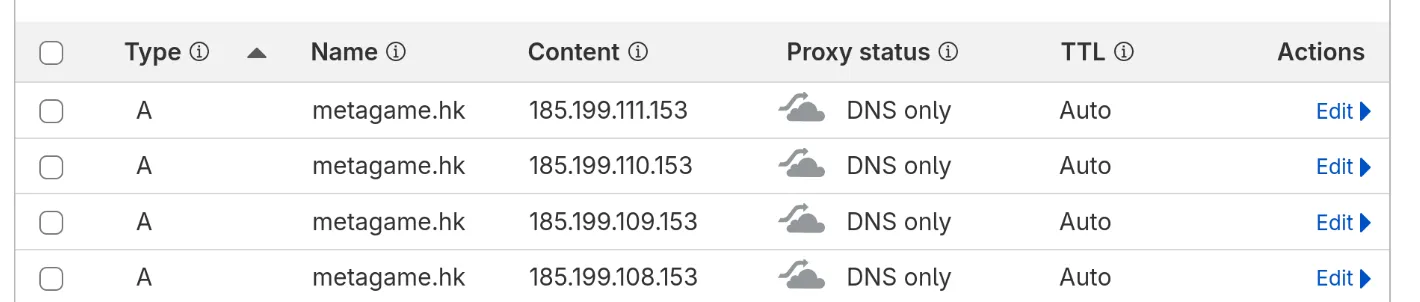 Type Name Content Proxy status TTL Actions
A metagame.hk 185.199.111.153 DNS only Auto Edit
A metagame.hk 185.199.110.153 DNS only Auto Edit
A metagame.hk 185.199.109.153 DNS only Auto Edit
A metagame.hk 185.199.108.153 DNS only Auto Edit